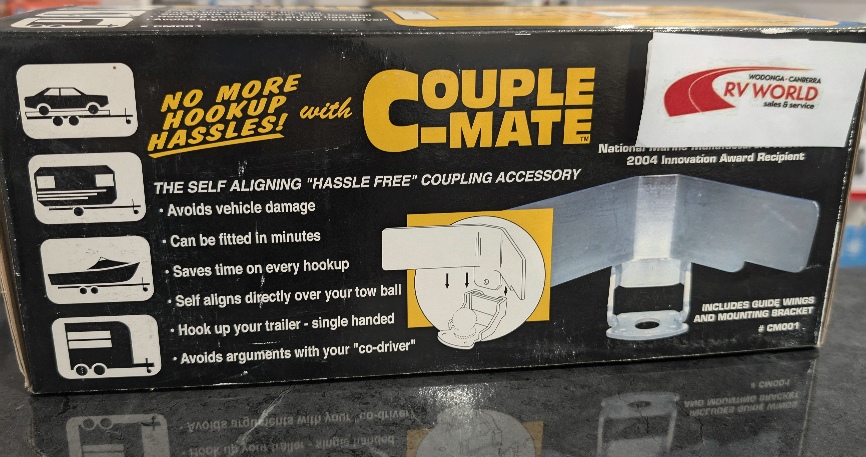 NO MORE
HOOKUP
HASSLES!
with
COUPLE
-MATE™
WODONGA - CANBERRA
RV WORLD
sales & service
National
2004 Innovation Award Recipient
THE SELF ALIGNING "HASSLE FREE" COUPLING ACCESSORY
• Avoids vehicle damage
• Can be fitted in minutes
• Saves time on every hookup
• Self aligns directly over your tow ball
• Hook up your trailer - single handed
• Avoids arguments with your "co-driver"
INCLUDES GUIDE WINGS
AND MOUNTING BRACKET
# CM001